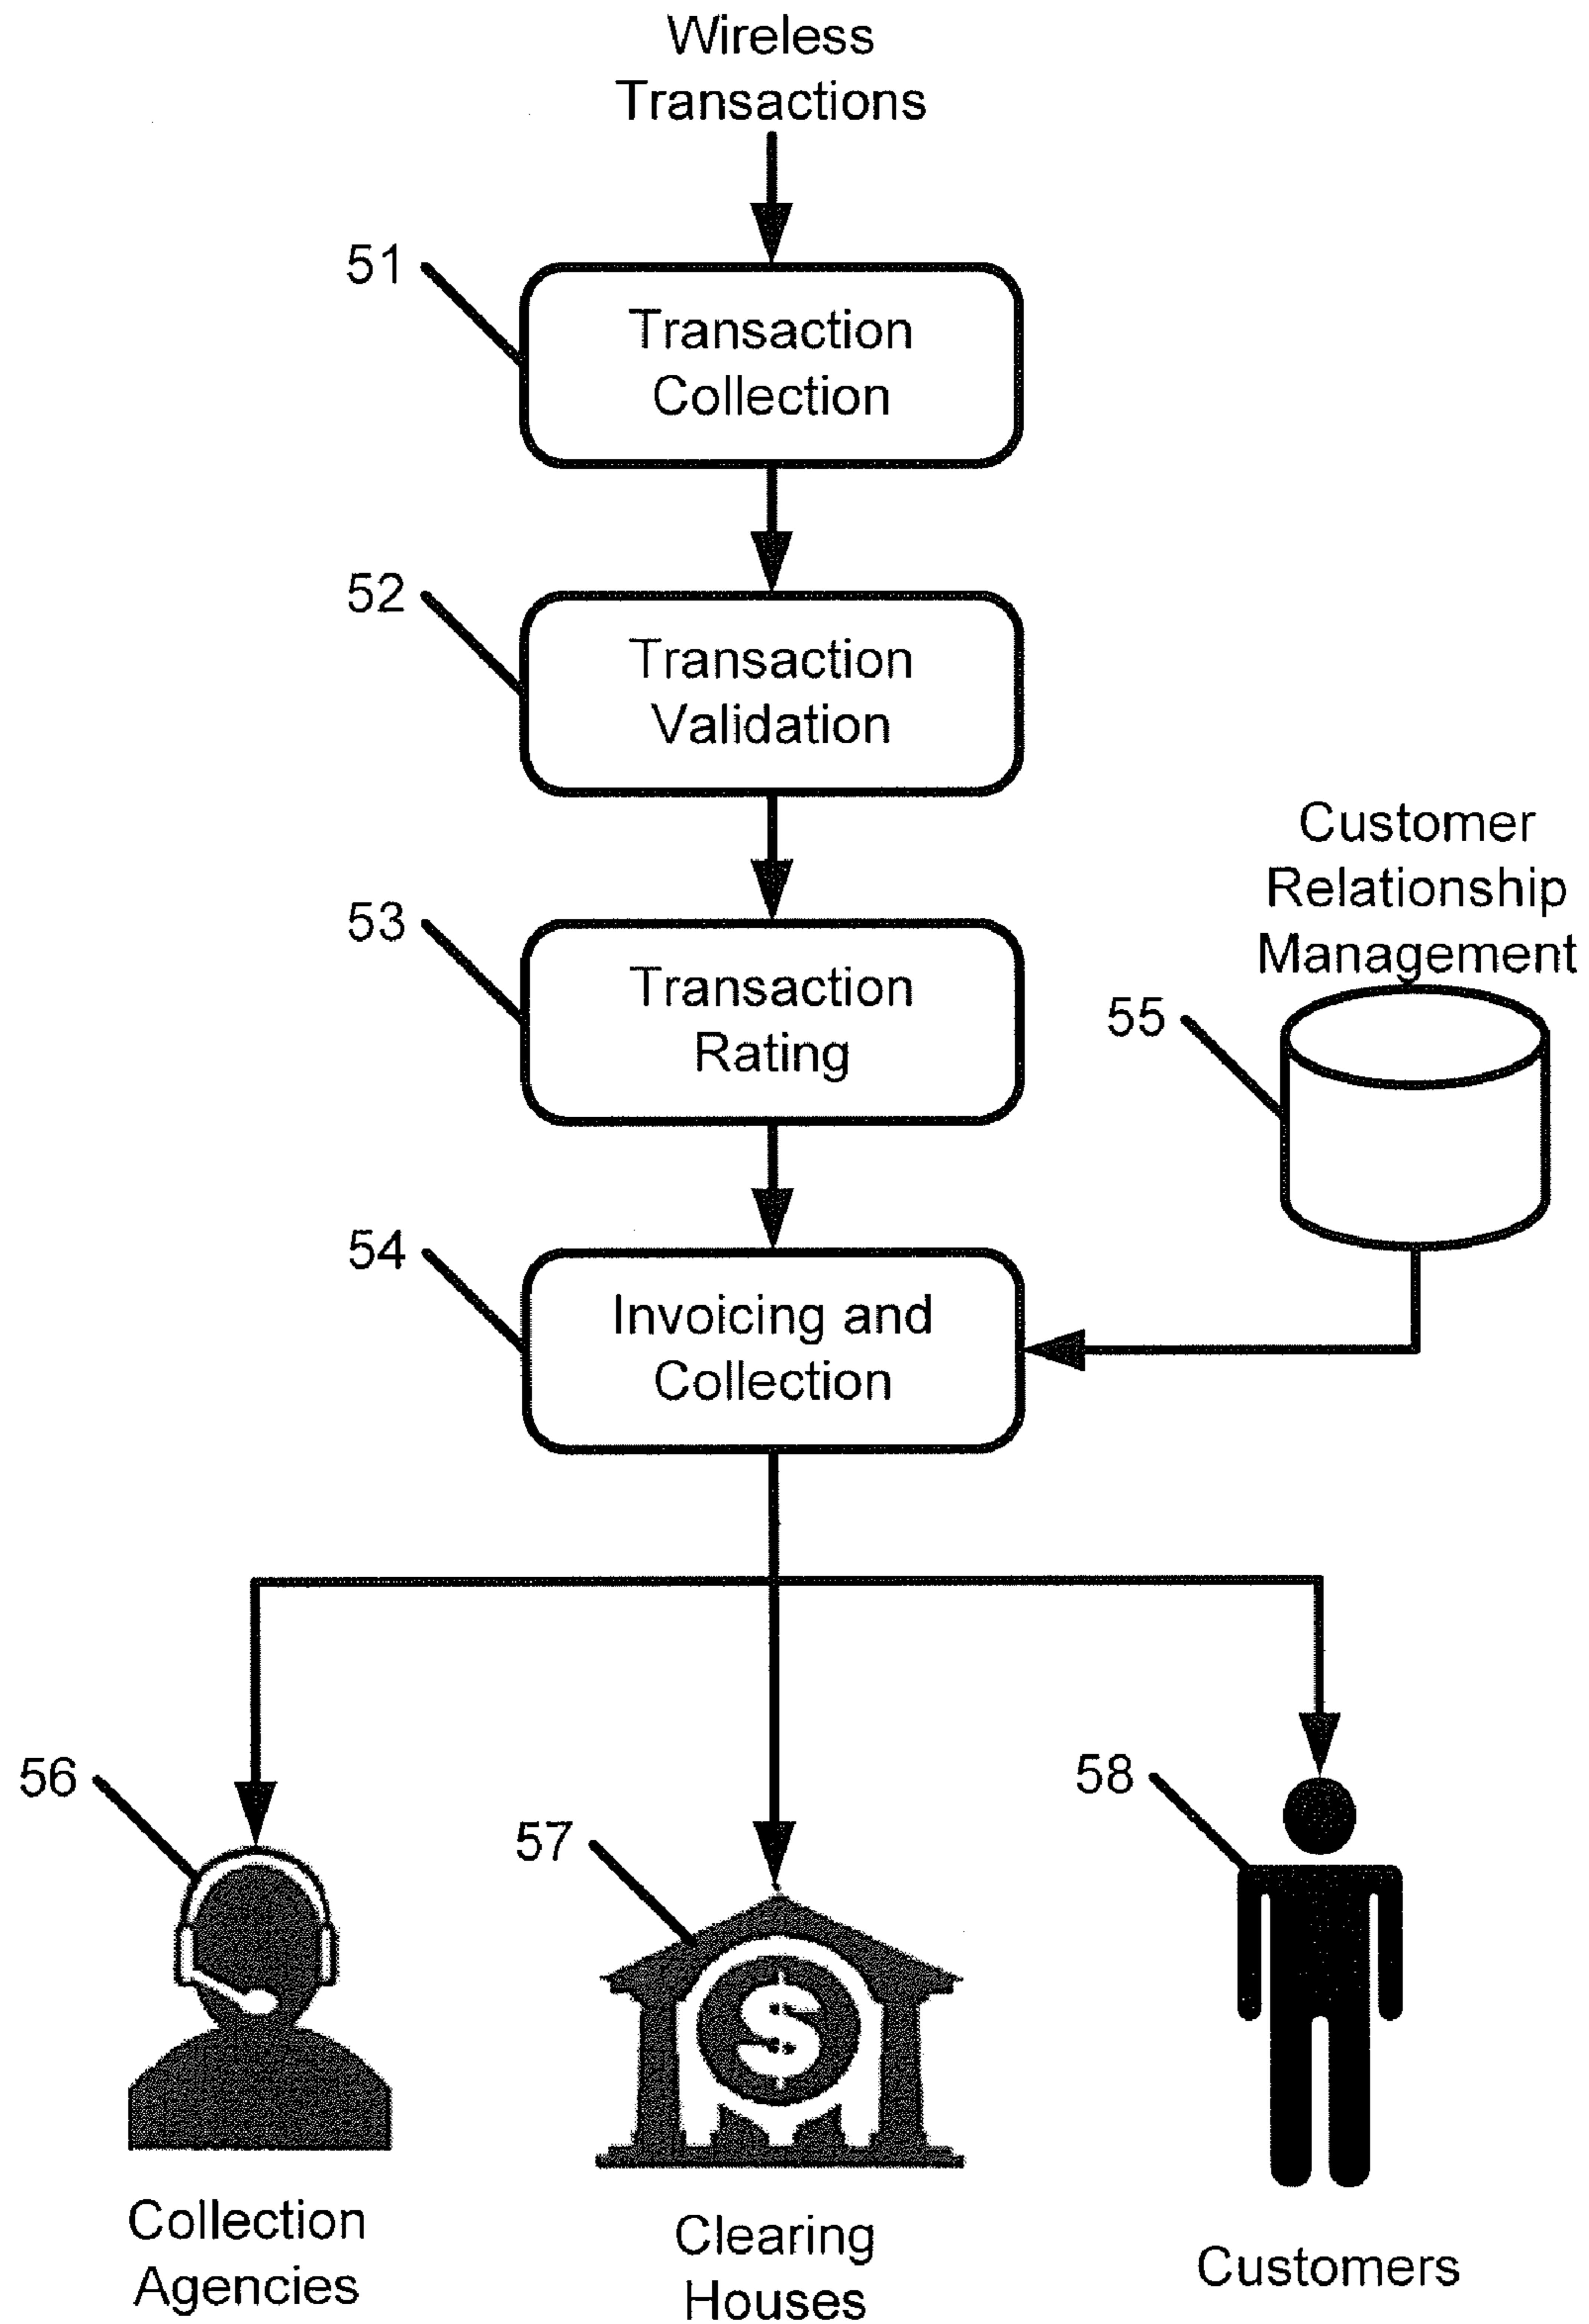 Wireless
Transactions
51
Transaction
Collection
52
Transaction
Validation
53
Transaction
Rating
Customer
Relationship
Management
55
54
Invoicing and
Collection
56
57
58
$
Collection
Agencies
Clearing
Houses
Customers